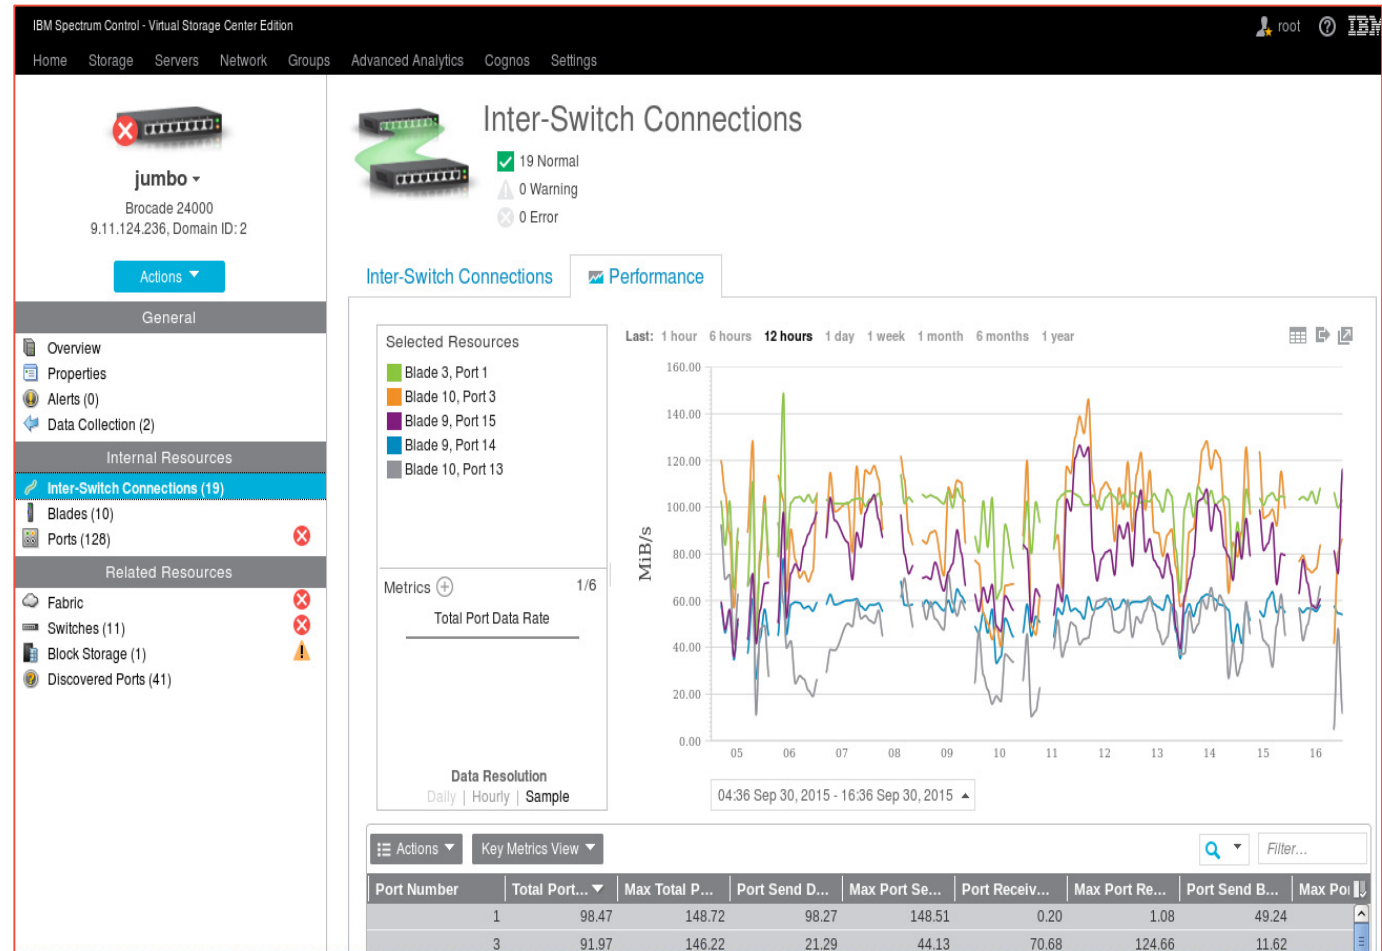 IBM Spectrum Control - Virtual Storage Center Edition
root
IBM
Home Storage Servers Network Groups Advanced Analytics Cognos Settings
jumbo
Brocade 24000
9.11.124.236, Domain ID: 2
Actions
General
Overview
Properties
Alerts (0)
Data Collection (2)
Internal Resources
Inter-Switch Connections (19)
Blades (10)
Ports (128)
Related Resources
Fabric
Switches (11)
Block Storage (1)
Discovered Ports (41)
Inter-Switch Connections
19 Normal
0 Warning
0 Error
Inter-Switch Connections
Performance
Selected Resources
Blade 3, Port 1
Blade 10, Port 3
Blade 9, Port 15
Blade 9, Port 14
Blade 10, Port 13
Metrics 1/6
Total Port Data Rate
Data Resolution
Daily | Hourly | Sample
Last: 1 hour 6 hours 12 hours 1 day 1 week 1 month 6 months 1 year
MiB/s
160.00
140.00
120.00
100.00
80.00
60.00
40.00
20.00
0.00
05 06 07 08 09 10 11 12 13 14 15 16
04:36 Sep 30, 2015 - 16:36 Sep 30, 2015
Actions
Key Metrics View
Filter...
Port Number Total Port... Max Total P... Port Send D... Max Port Se... Port Receiv... Max Port Re... Port Send B... Max Por
1 98.47 148.72 98.27 148.51 0.20 1.08 49.24
3 91.97 146.22 21.29 44.13 70.68 124.66 11.62